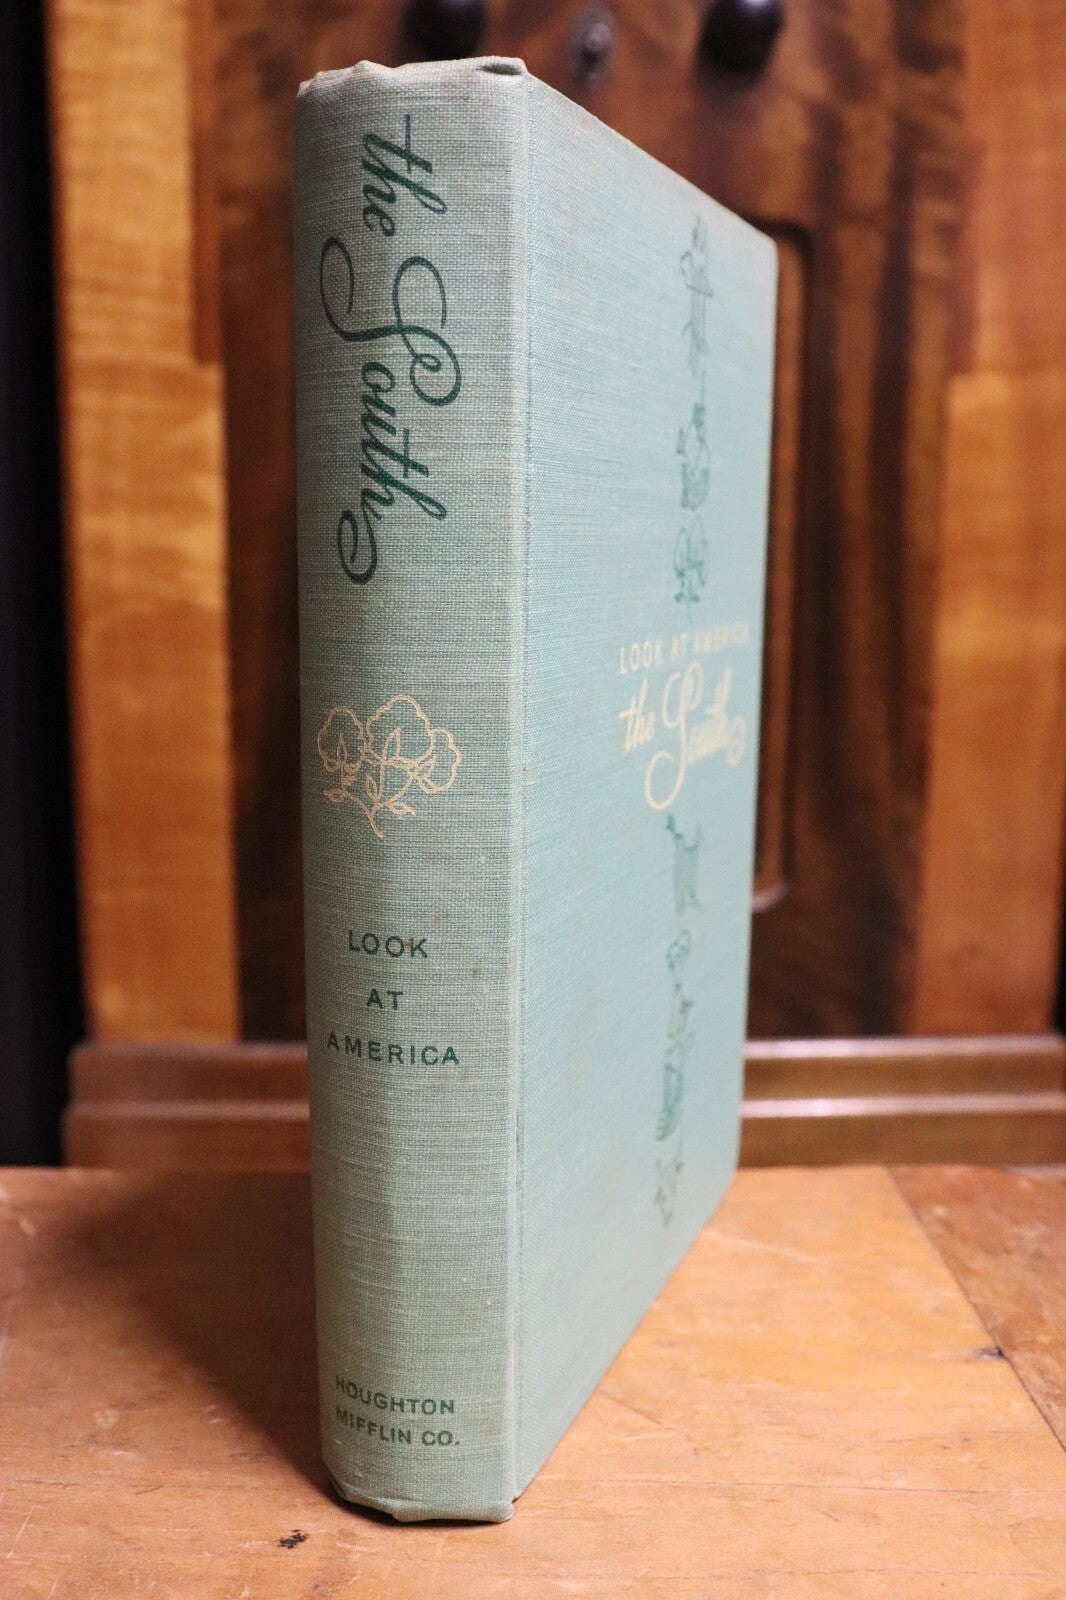 the South
LOOK
AT
AMERICA
HOUGHTON
MIFFLIN CO.
LOOK AT AMERICA
the South